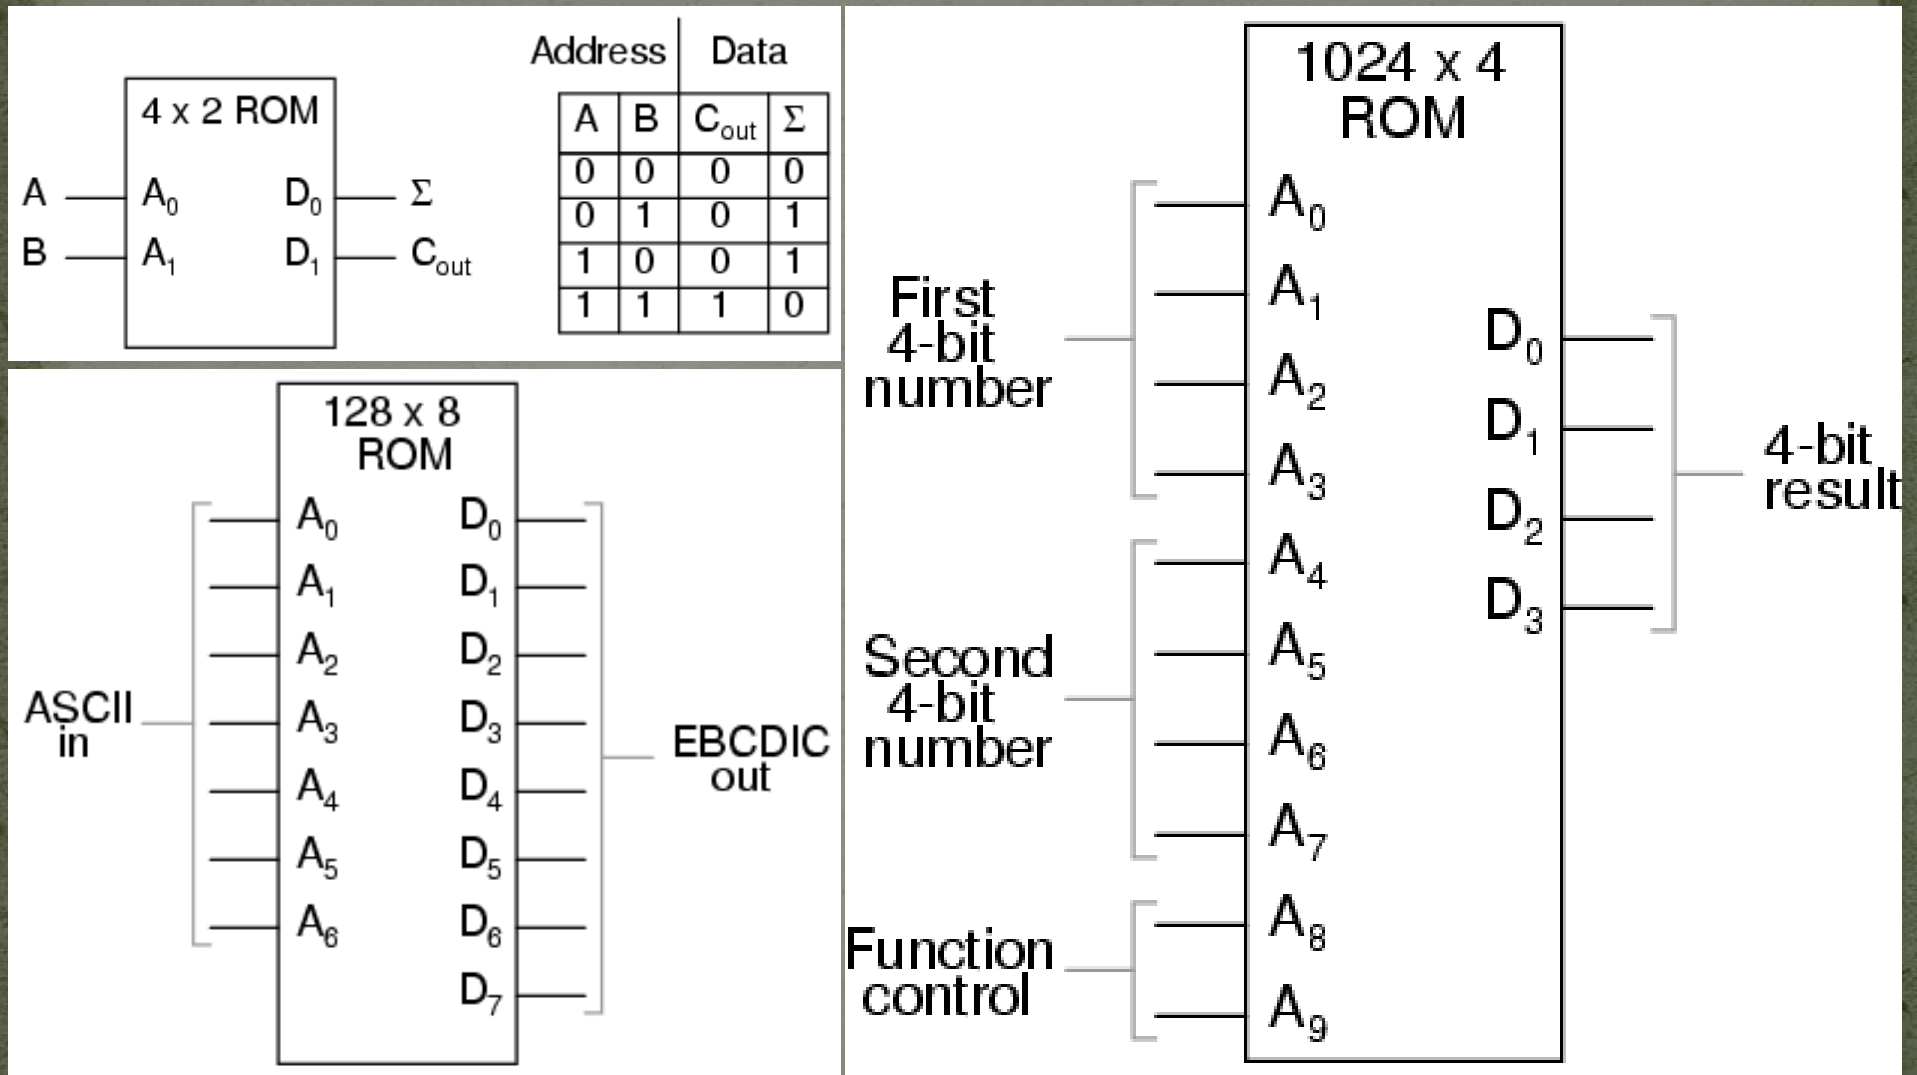 4 x 2 ROM
A A₀ D₀ Σ
B A₁ D₁ Cout
Address Data
A B Cout Σ
0 0 0 0
0 1 0 1
1 0 0 1
1 1 1 0
128 x 8
ROM
ASCII
in
A₀ D₀
A₁ D₁
A₂ D₂
A₃ D₃
A₄ D₄
A₅ D₅
A₆ D₆
D₇
EBCDIC
out
1024 x 4
ROM
First
4-bit
number
A₀
A₁
A₂
A₃
Second
4-bit
number
A₄
A₅
A₆
A₇
Function
control
A₈
A₉
D₀
D₁
D₂
D₃
4-bit
result